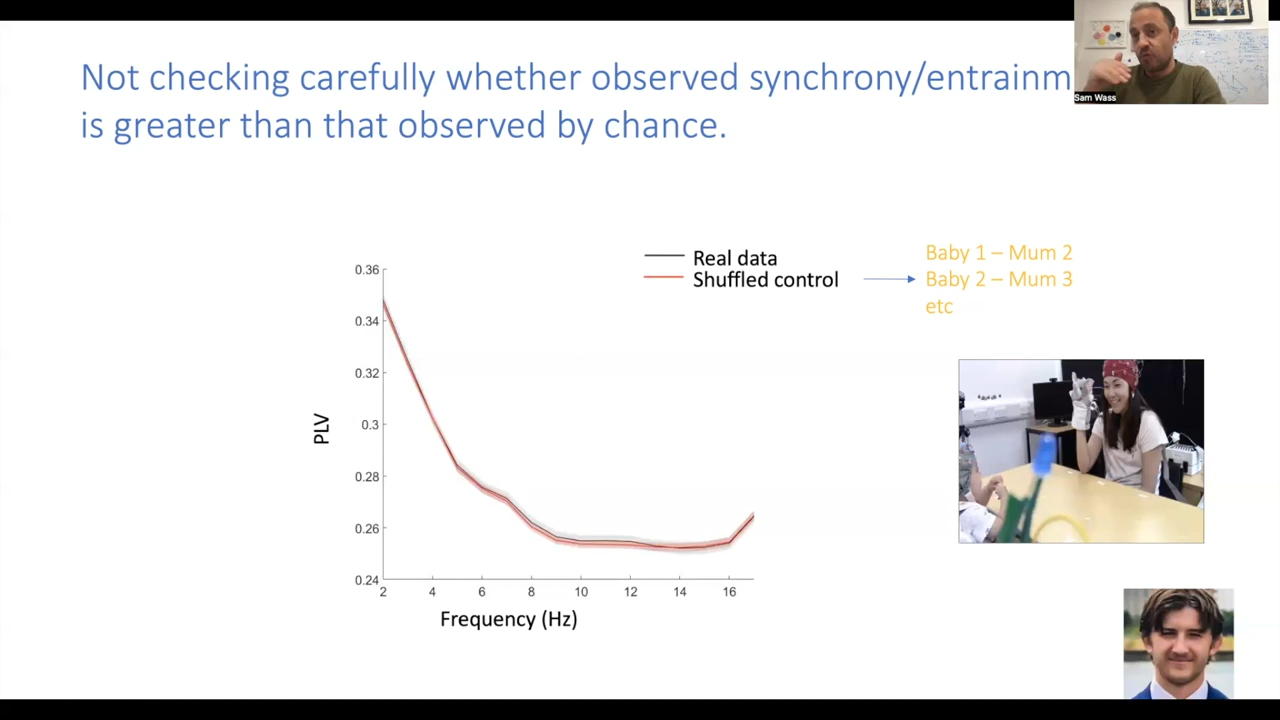 Not checking carefully whether observed synchrony/entrainm
is greater than that observed by chance.
Sam Wass
Real data
Shuffled control
Baby 1 – Mum 2
Baby 2 – Mum 3
etc
0.36
0.34
0.32
0.3
0.28
0.26
0.24
PLV
2 4 6 8 10 12 14 16
Frequency (Hz)